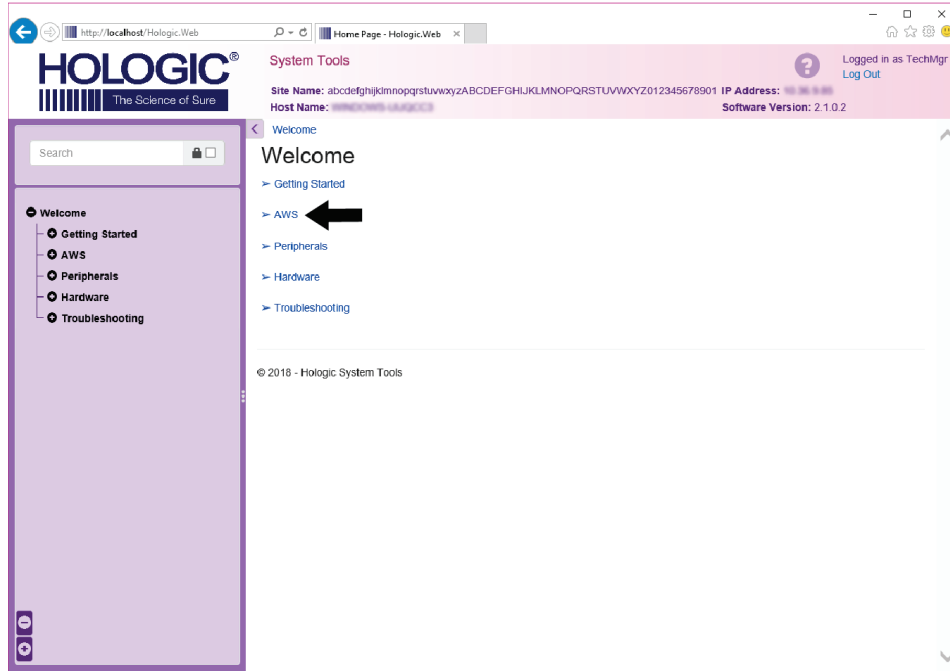 http://localhost/Hologic.Web
Home Page - Hologic.Web
HOLOGIC®
The Science of Sure
System Tools
Logged in as TechMgr
Log Out
Site Name: abcdefghijklmnopqrstuvwxyzABCDEFGHIJKLMNOPQRSTUVWXYZ012345678901 IP Address:
Host Name:
Software Version: 2.1.0.2
Search
Welcome
Getting Started
AWS
Peripherals
Hardware
Troubleshooting
Welcome
Welcome
➢ Getting Started
➢ AWS
➢ Peripherals
➢ Hardware
➢ Troubleshooting
© 2018 - Hologic System Tools